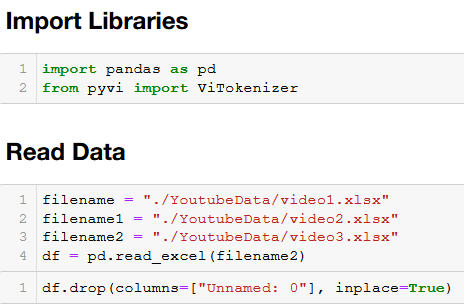 Import Libraries
1 import pandas as pd
2 from pyvi import ViTokenizer
Read Data
1 filename = "./YoutubeData/video1.xlsx"
2 filename1 = "./YoutubeData/video2.xlsx"
3 filename2 = "./YoutubeData/video3.xlsx"
4 df = pd.read_excel(filename2)
1 df.drop(columns=["Unnamed: 0"], inplace=True)